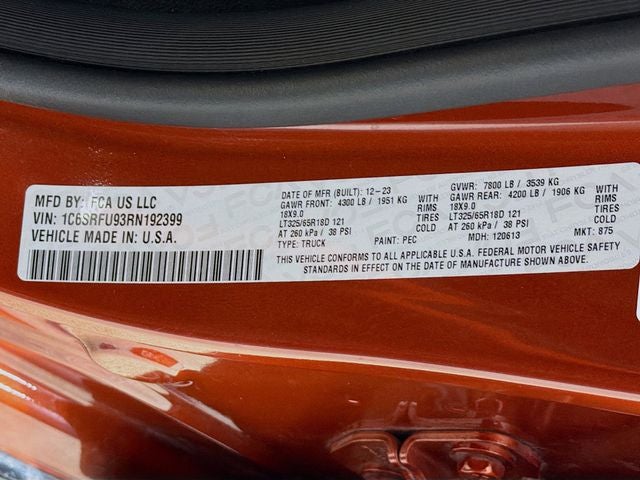 MFD BY: FCA US LLC
VIN: 1C6SRFU93RN192399
VEHICLE MADE IN U.S.A.
DATE OF MFR (BUILT): 12-23
GAWR FRONT: 4300 LB / 1951 KG WITH
18X9.0 RIMS
LT325/65R18D 121 TIRES
AT 260 kPa / 38 PSI COLD
TYPE: TRUCK PAINT: PEC
GVWR: 7800 LB / 3539 KG
GAWR REAR: 4200 LB / 1906 KG WITH
18X9.0 RIMS
LT325/65R18D 121 TIRES
AT 260 kPa / 38 PSI COLD
MDH: 120613 MKT: 875
THIS VEHICLE CONFORMS TO ALL APPLICABLE U.S.A. FEDERAL MOTOR VEHICLE SAFETY
STANDARDS IN EFFECT ON THE DATE OF MANUFACTURE SHOWN ABOVE.